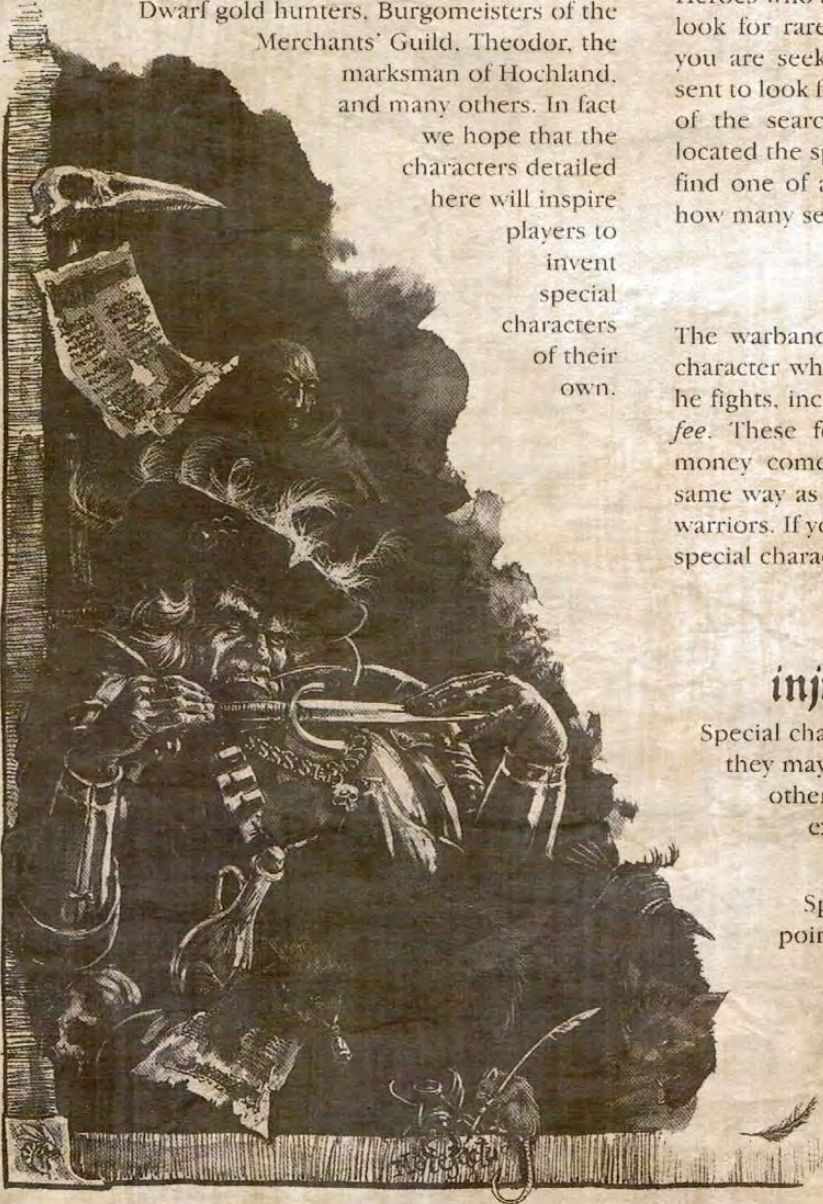 Dwarf gold hunters, Burgomeisters of the
Merchants' Guild, Theodor, the
marksman of Hochland,
and many others. In fact
we hope that the
characters detailed
here will inspire
players to
invent
special
characters
of their
own.
look for rare
you are seek
sent to look f
of the searc
located the sp
find one of a
how many se
The warband
character wh
he fights, inc
fee. These fe
money come
same way as
warriors. If yo
special charac
inj
Special cha
they may
other
ex
Sp
poin